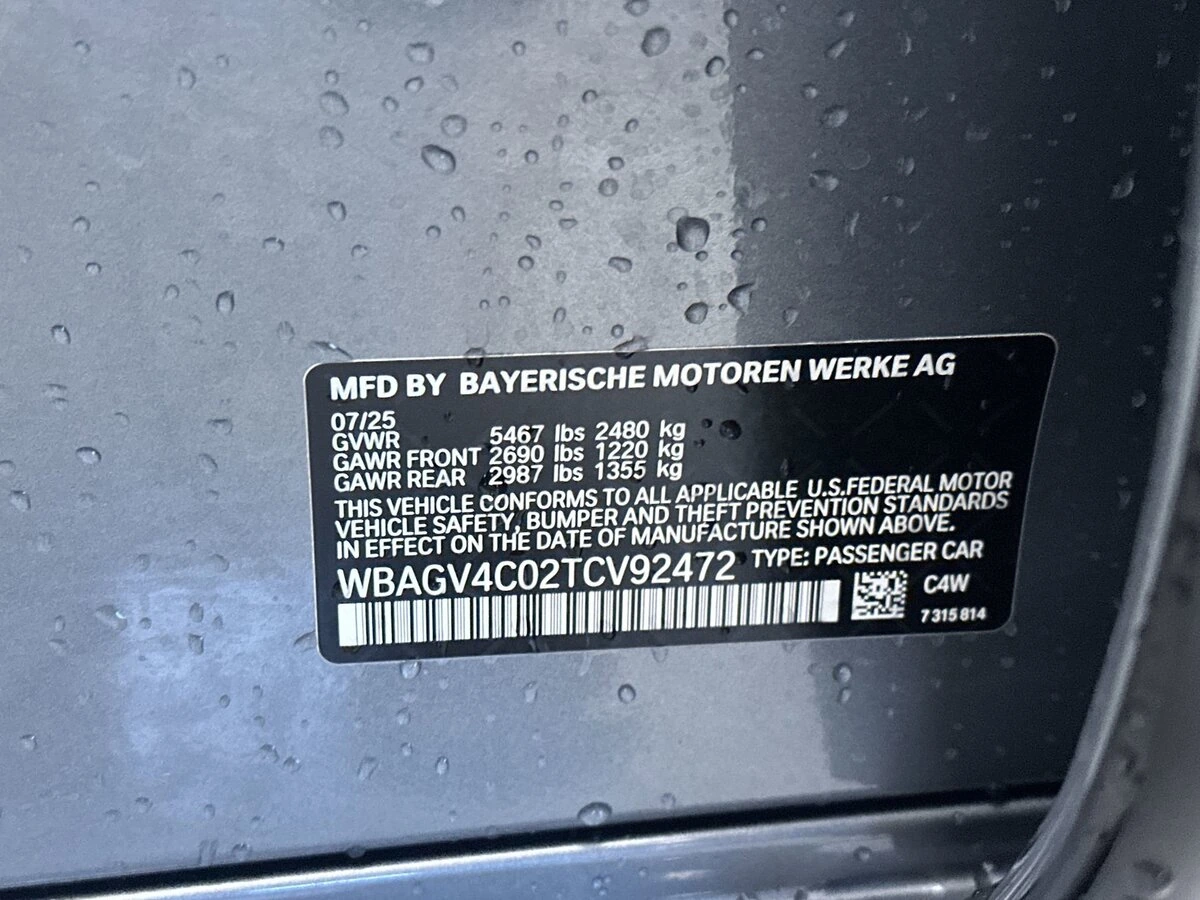 MFD BY BAYERISCHE MOTOREN WERKE AG
07/25
GVWR 5467 lbs 2480 kg
GAWR FRONT 2690 lbs 1220 kg
GAWR REAR 2987 lbs 1355 kg
THIS VEHICLE CONFORMS TO ALL APPLICABLE U.S.FEDERAL MOTOR
VEHICLE SAFETY, BUMPER AND THEFT PREVENTION STANDARDS
IN EFFECT ON THE DATE OF MANUFACTURE SHOWN ABOVE.
WBAGV4C02TCV92472 TYPE: PASSENGER CAR
C4W
7 315 814